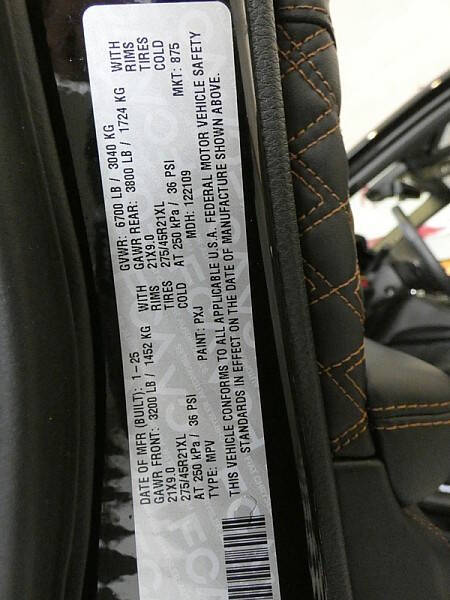 DATE OF MFR (BUILT): 1-25 GVWR: 6700 LB / 3040 KG
GAWR FRONT: 3200 LB / 1452 KG WITH GAWR REAR: 3800 LB / 1724 KG WITH
21X9.0 RIMS 21X9.0 RIMS
275/45R21XL TIRES 275/45R21XL TIRES
AT 250 kPa / 36 PSI COLD AT 250 kPa / 36 PSI COLD
TYPE: MPV PAINT: PXJ MDH: 122109 MKT: 875
THIS VEHICLE CONFORMS TO ALL APPLICABLE U.S.A. FEDERAL MOTOR VEHICLE SAFETY
STANDARDS IN EFFECT ON THE DATE OF MANUFACTURE SHOWN ABOVE.